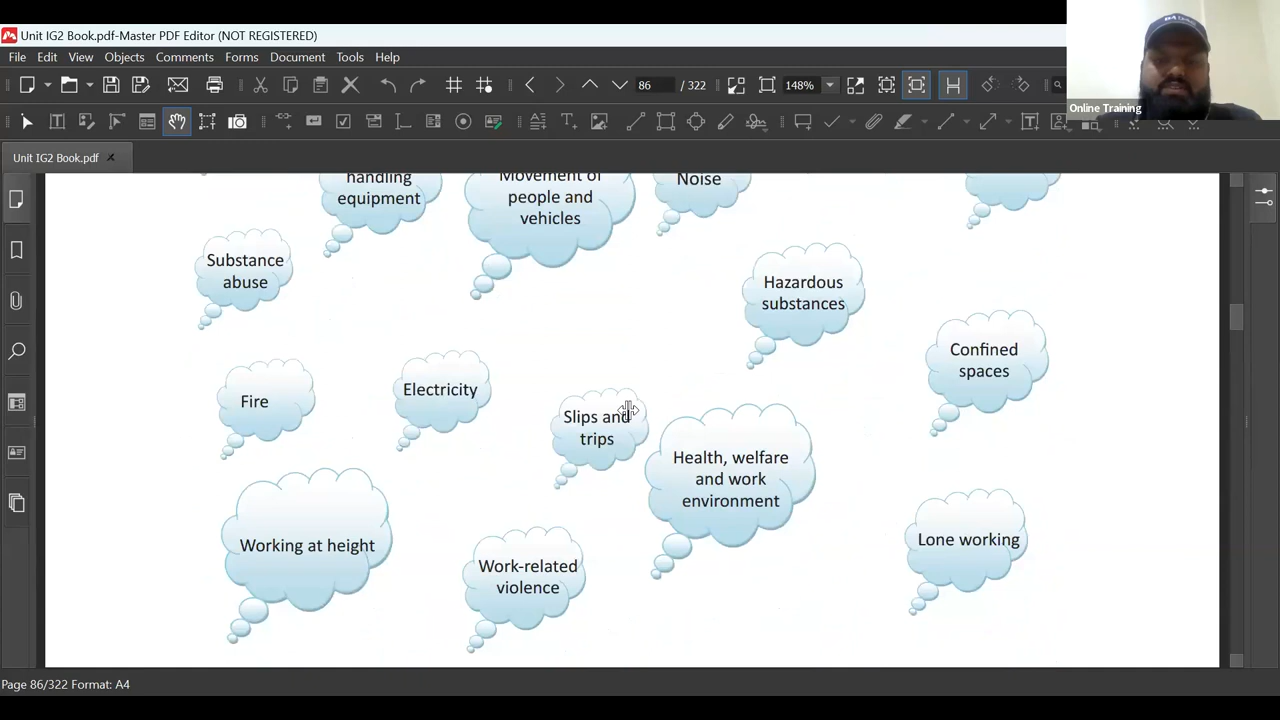 Unit IG2 Book.pdf-Master PDF Editor (NOT REGISTERED)
File Edit View Objects Comments Forms Document Tools Help
86 / 322 148%
Online Training
Unit IG2 Book.pdf
handling
equipment
Movement of
people and
vehicles
Noise
Substance
abuse
Hazardous
substances
Confined
spaces
Fire
Electricity
Slips and
trips
Health, welfare
and work
environment
Working at height
Work-related
violence
Lone working
Page 86/322 Format: A4